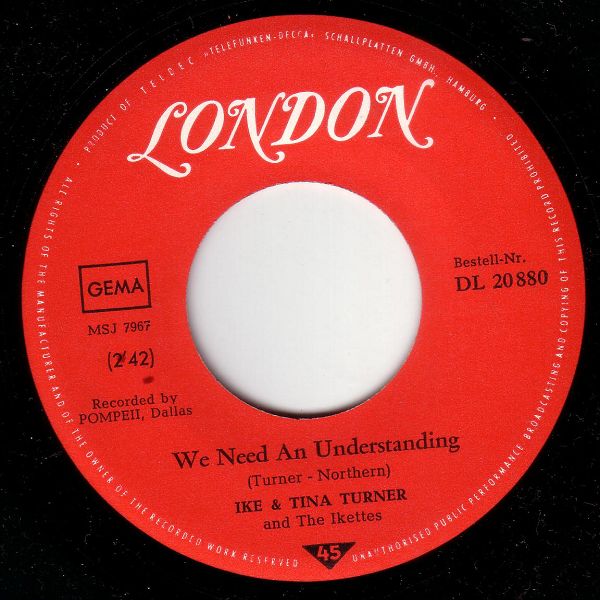 PRODUCT OF TELDEC »TELEFUNKEN-DECCA« SCHALLPLATTEN GMBH, HAMBURG •
LONDON
GEMA
MSJ 7967
(2'42)
Recorded by
POMPEII, Dallas
Bestell-Nr.
DL 20880
We Need An Understanding
(Turner - Northern)
IKE & TINA TURNER
and The Ikettes
45
• ALL RIGHTS OF THE MANUFACTURER AND OF THE OWNER OF THE RECORDED WORK RESERVED
UNAUTHORISED PUBLIC PERFORMANCE, BROADCASTING AND COPYING OF THIS RECORD PROHIBITED